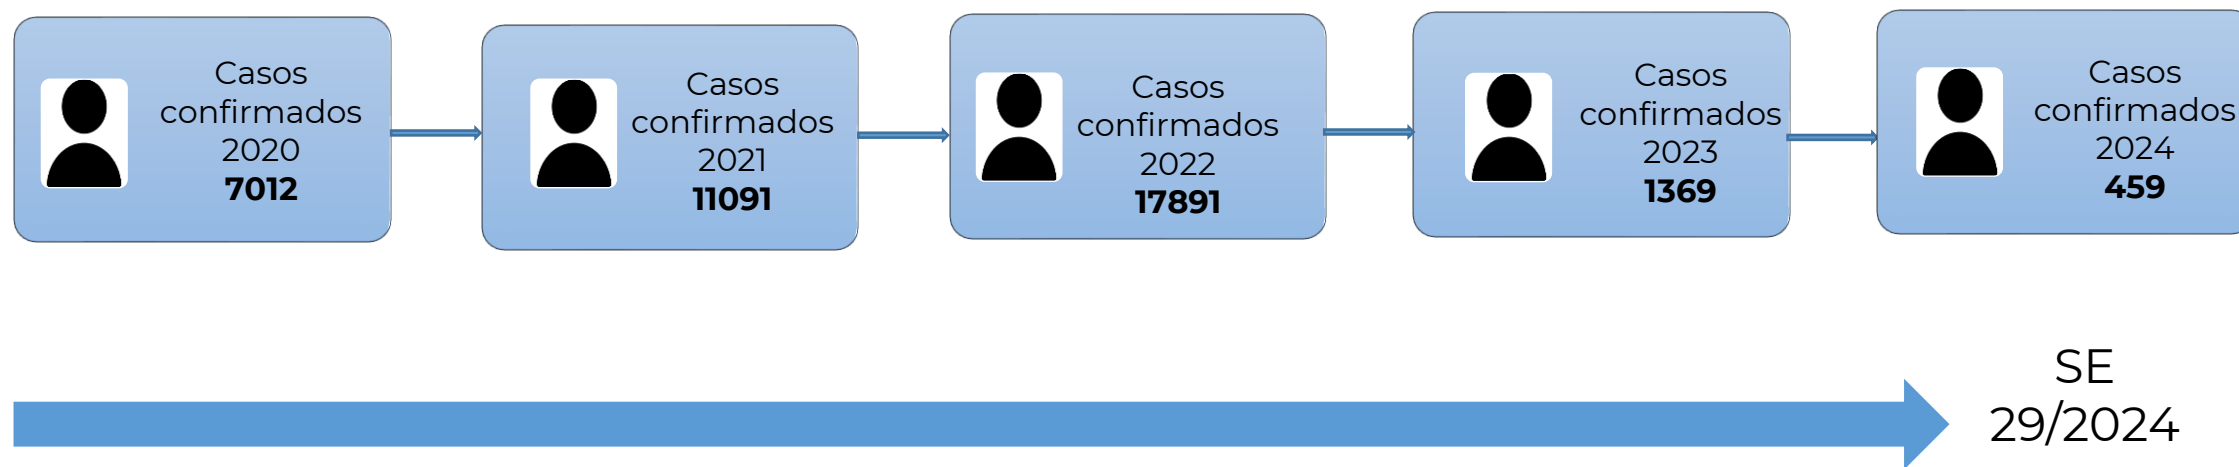 Casos
confirmados
2020
7012
Casos
confirmados
2021
11091
Casos
confirmados
2022
17891
Casos
confirmados
2023
1369
Casos
confirmados
2024
459
SE
29/2024